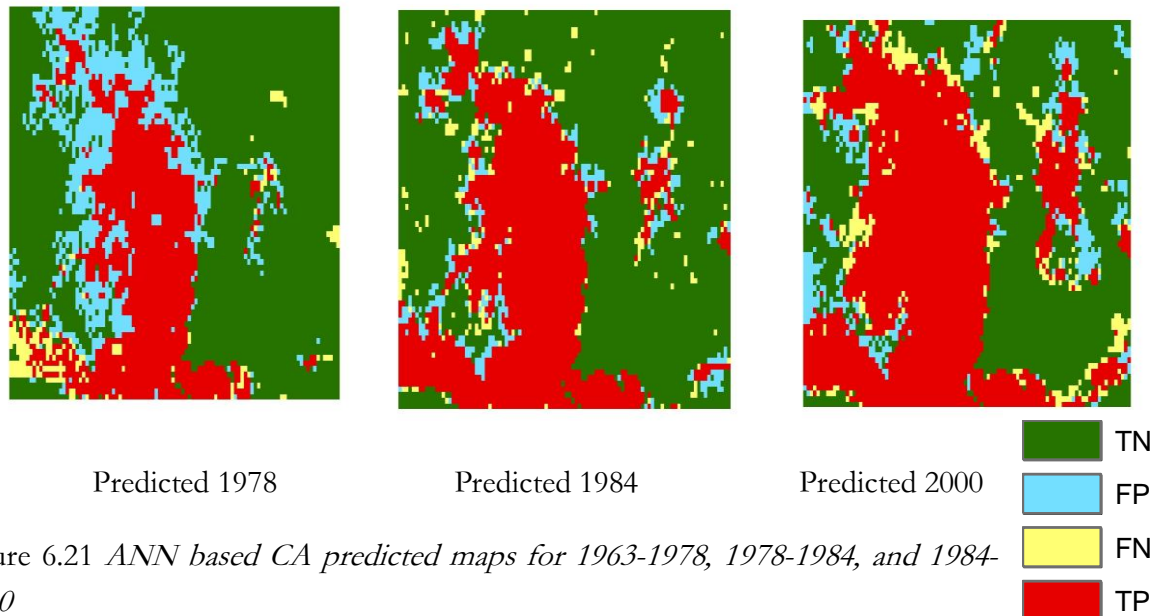 Predicted 1978
Predicted 1984
Predicted 2000
TN
FP
FN
TP
ure 6.21 ANN based CA predicted maps for 1963-1978, 1978-1984, and 1984-
0